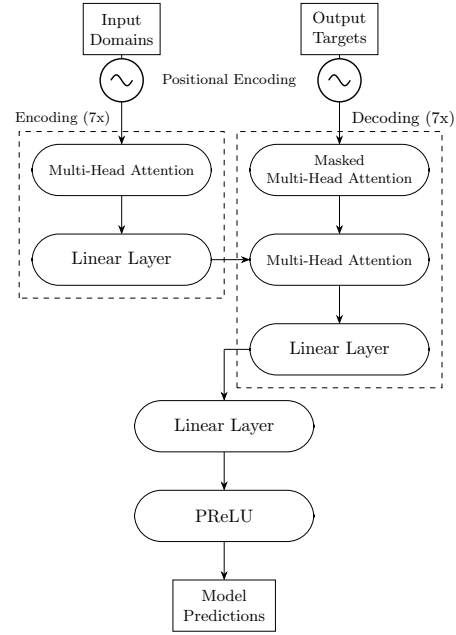 Input
Domains
Output
Targets
Positional Encoding
Encoding (7x)
Decoding (7x)
Multi-Head Attention
Masked
Multi-Head Attention
Linear Layer
Multi-Head Attention
Linear Layer
Linear Layer
PReLU
Model
Predictions